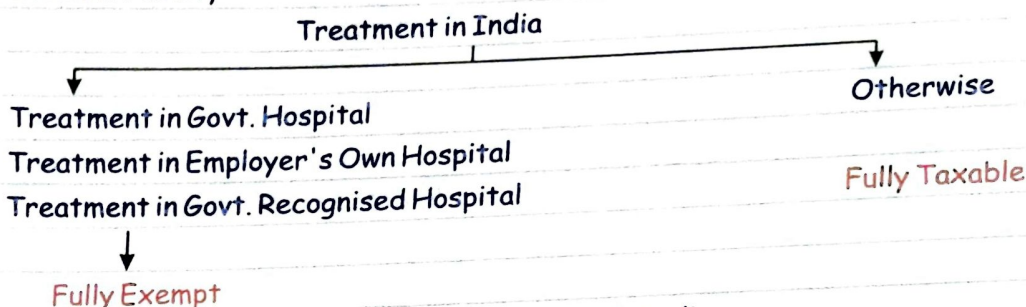 Treatment in India
Treatment in Govt. Hospital
Treatment in Employer's Own Hospital
Treatment in Govt. Recognised Hospital
Fully Exempt
Otherwise
Fully Taxable